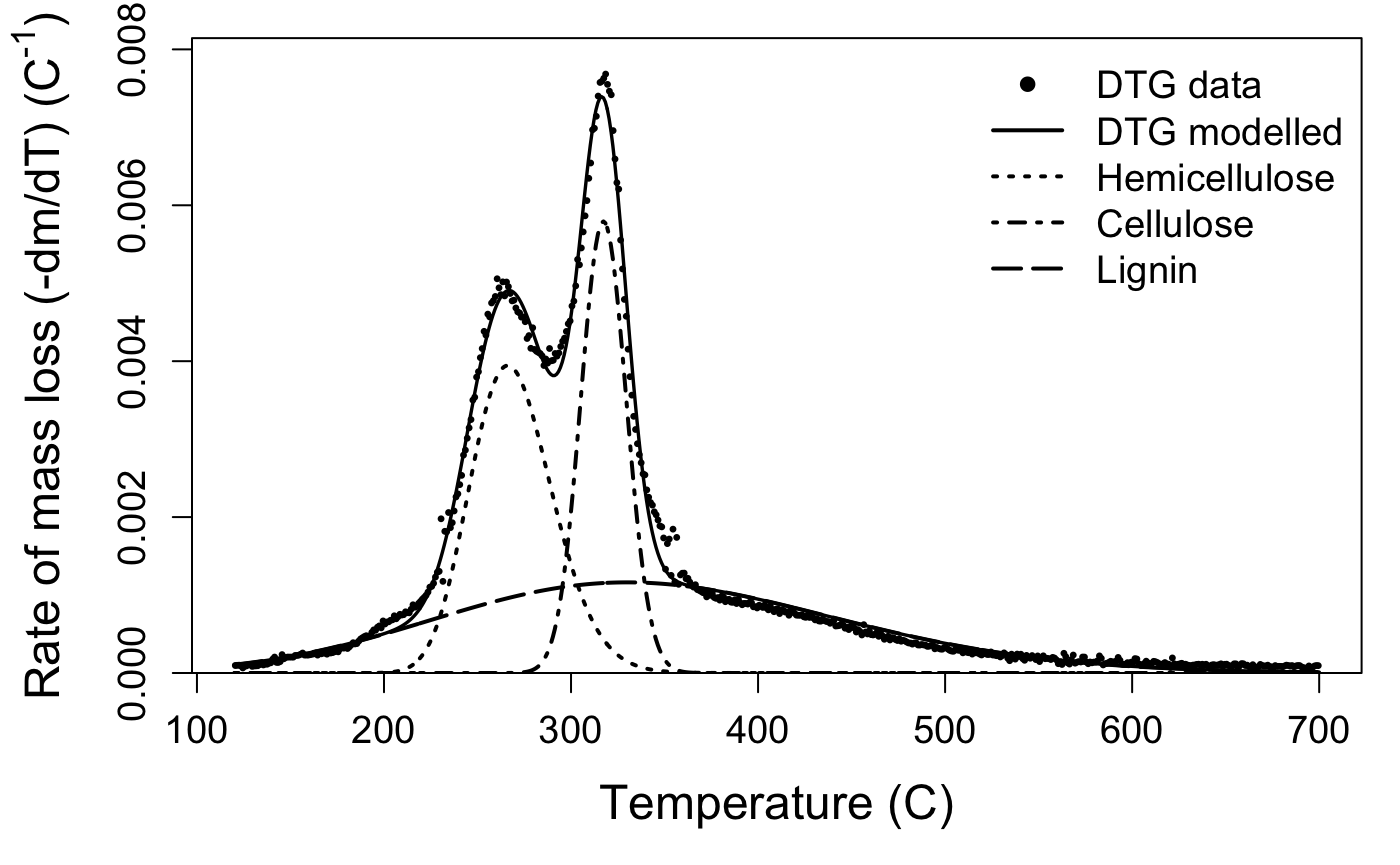 Rate of mass loss (-dm/dT) (C⁻¹)
0.008
0.006
0.004
0.002
0.000
DTG data
DTG modelled
Hemicellulose
Cellulose
Lignin
100 200 300 400 500 600 700
Temperature (C)